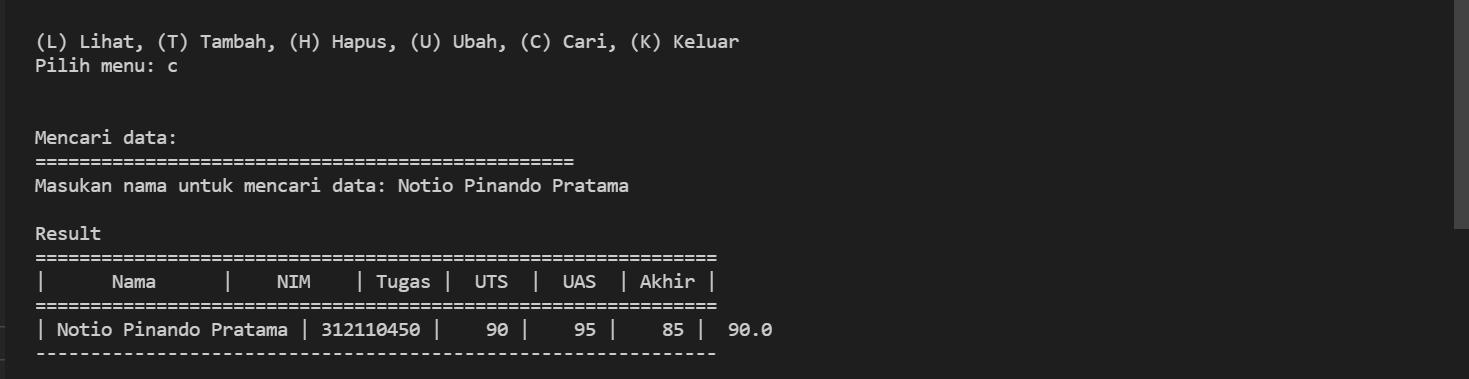 (L) Lihat, (T) Tambah, (H) Hapus, (U) Ubah, (C) Cari, (K) Keluar
Pilih menu: c
Mencari data:
=================================================
Masukan nama untuk mencari data: Notio Pinando Pratama
Result
==============================================================
|      Nama      |    NIM    | Tugas |  UTS  |  UAS  | Akhir |
==============================================================
| Notio Pinando Pratama | 312110450 |    90 |    95 |    85 |  90.0
--------------------------------------------------------------